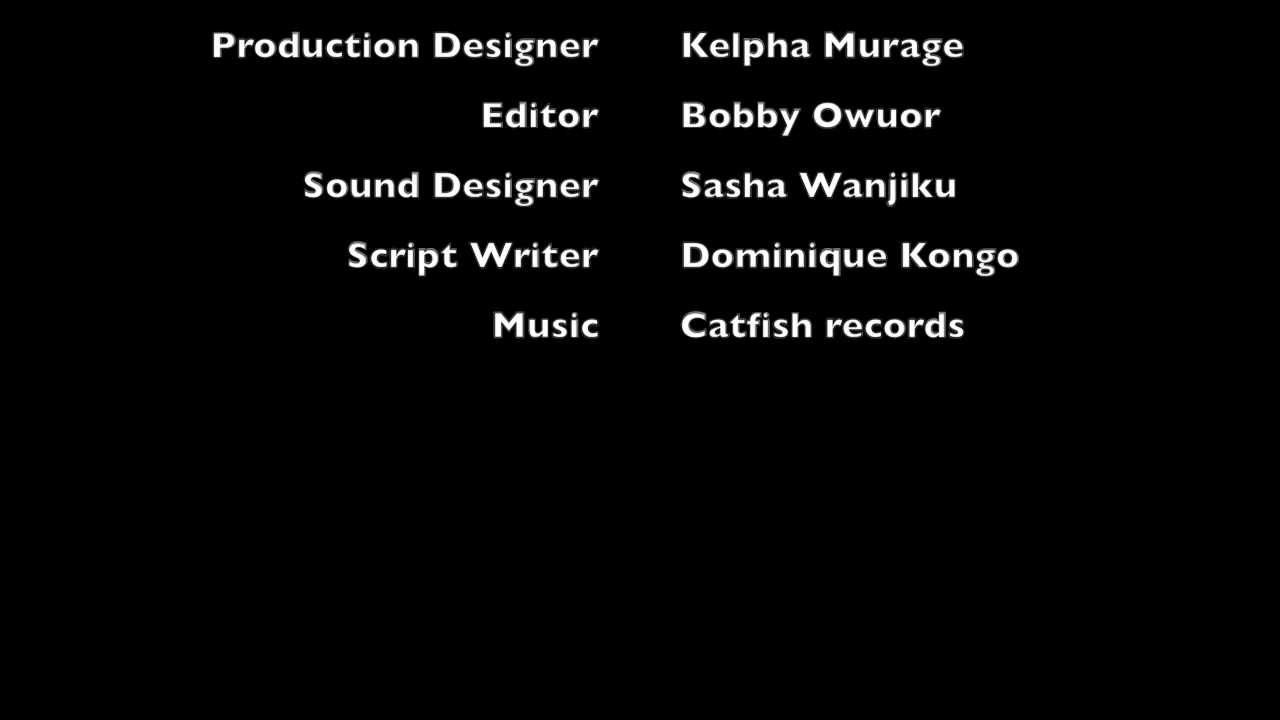 Production Designer Kelpha Murage
Editor Bobby Owuor
Sound Designer Sasha Wanjiku
Script Writer Dominique Kongo
Music Catfish records